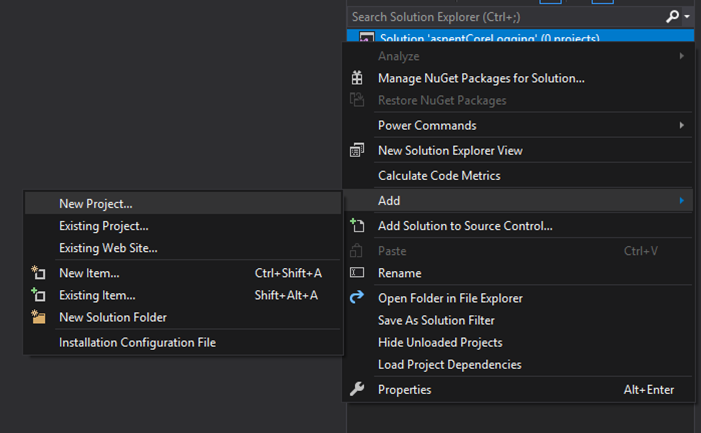 Search Solution Explorer (Ctrl+;)
Solution 'aspentCoreLogging' (0 projects)
Analyze
Manage NuGet Packages for Solution...
Restore NuGet Packages
Power Commands
New Solution Explorer View
Calculate Code Metrics
Add
Add Solution to Source Control...
Paste Ctrl+V
Rename
Open Folder in File Explorer
Save As Solution Filter
Hide Unloaded Projects
Load Project Dependencies
Properties Alt+Enter
New Project...
Existing Project...
Existing Web Site...
New Item... Ctrl+Shift+A
Existing Item... Shift+Alt+A
New Solution Folder
Installation Configuration File